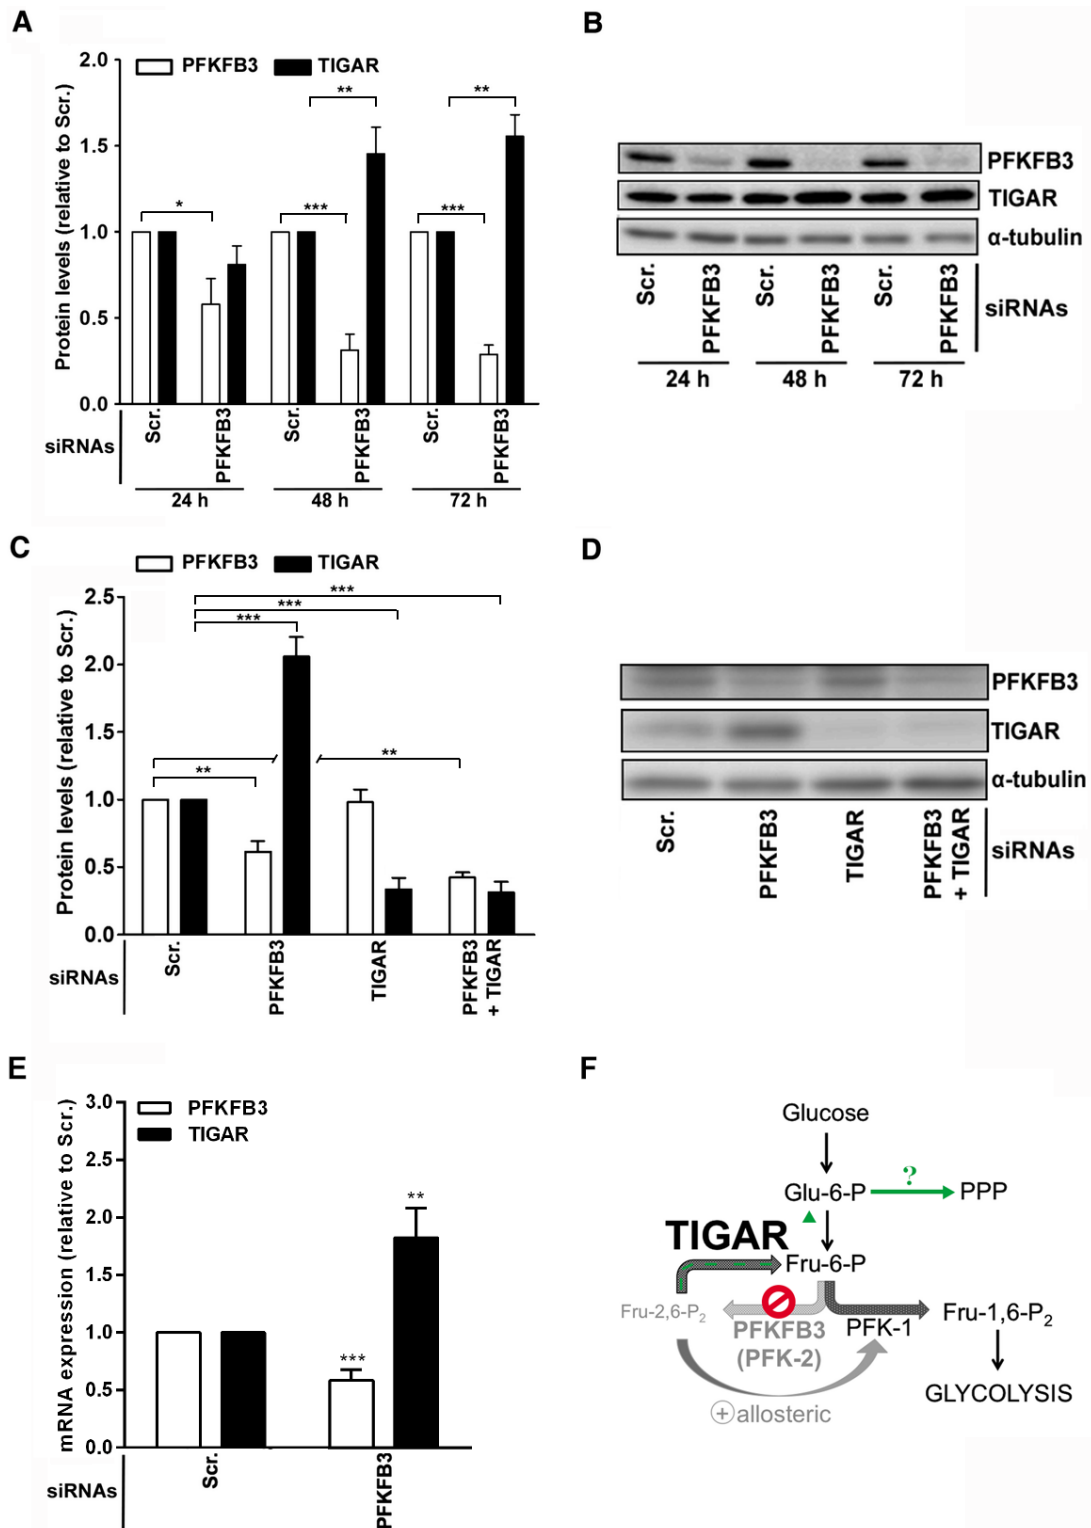 A
PFKFB3 TIGAR
Protein levels (relative to Scr.)
2.0
1.5
1.0
0.5
0.0
* *** ** *** **
siRNAs
Scr. PFKFB3 Scr. PFKFB3 Scr. PFKFB3
24 h 48 h 72 h
B
PFKFB3
TIGAR
α-tubulin
Scr. PFKFB3 Scr. PFKFB3 Scr. PFKFB3
siRNAs
24 h 48 h 72 h
C
PFKFB3 TIGAR
Protein levels (relative to Scr.)
2.5
2.0
1.5
1.0
0.5
0.0
***
***
***
**
**
siRNAs
Scr. PFKFB3 TIGAR PFKFB3
+ TIGAR
D
PFKFB3
TIGAR
α-tubulin
Scr. PFKFB3 TIGAR PFKFB3
+ TIGAR
siRNAs
E
PFKFB3
TIGAR
mRNA expression (relative to Scr.)
3.0
2.5
2.0
1.5
1.0
0.5
0.0
*** **
siRNAs
Scr. PFKFB3
F
Glucose
?
Glu-6-P PPP
TIGAR
Fru-6-P
Fru-2,6-P₂
PFKFB3
(PFK-2)
PFK-1
Fru-1,6-P₂
GLYCOLYSIS
+ allosteric